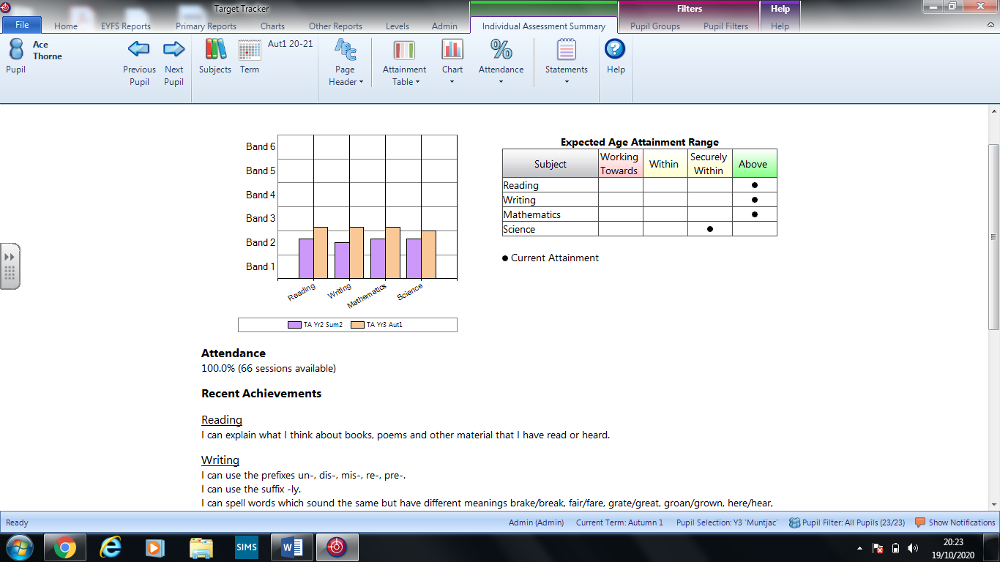 Target Tracker
Filters
Help
File
Home
EYFS Reports
Primary Reports
Charts
Other Reports
Levels
Admin
Individual Assessment Summary
Pupil Groups
Pupil Filters
Help
Ace
Thorne
Pupil
Previous
Pupil
Next
Pupil
Subjects
Term
Aut1 20-21
Page
Header
Attainment
Table
Chart
Attendance
Statements
Help
Band 6
Band 5
Band 4
Band 3
Band 2
Band 1
Reading
Writing
Mathematics
Science
TA Yr2 Sum2
TA Yr3 Aut1
Expected Age Attainment Range
Subject
Working
Towards
Within
Securely
Within
Above
Reading
Writing
Mathematics
Science
Current Attainment
Attendance
100.0% (66 sessions available)
Recent Achievements
Reading
I can explain what I think about books, poems and other material that I have read or heard.
Writing
I can use the prefixes un-, dis-, mis-, re-, pre-.
I can use the suffix -ly.
I can spell words which sound the same but have different meanings brake/break, fair/fare, grate/great, groan/grown, here/hear,
Ready
Admin (Admin)
Current Term: Autumn 1
Pupil Selection: Y3 'Muntjac'
Pupil Filter: All Pupils (23/23)
Show Notifications
SIMS
20:23
19/10/2020